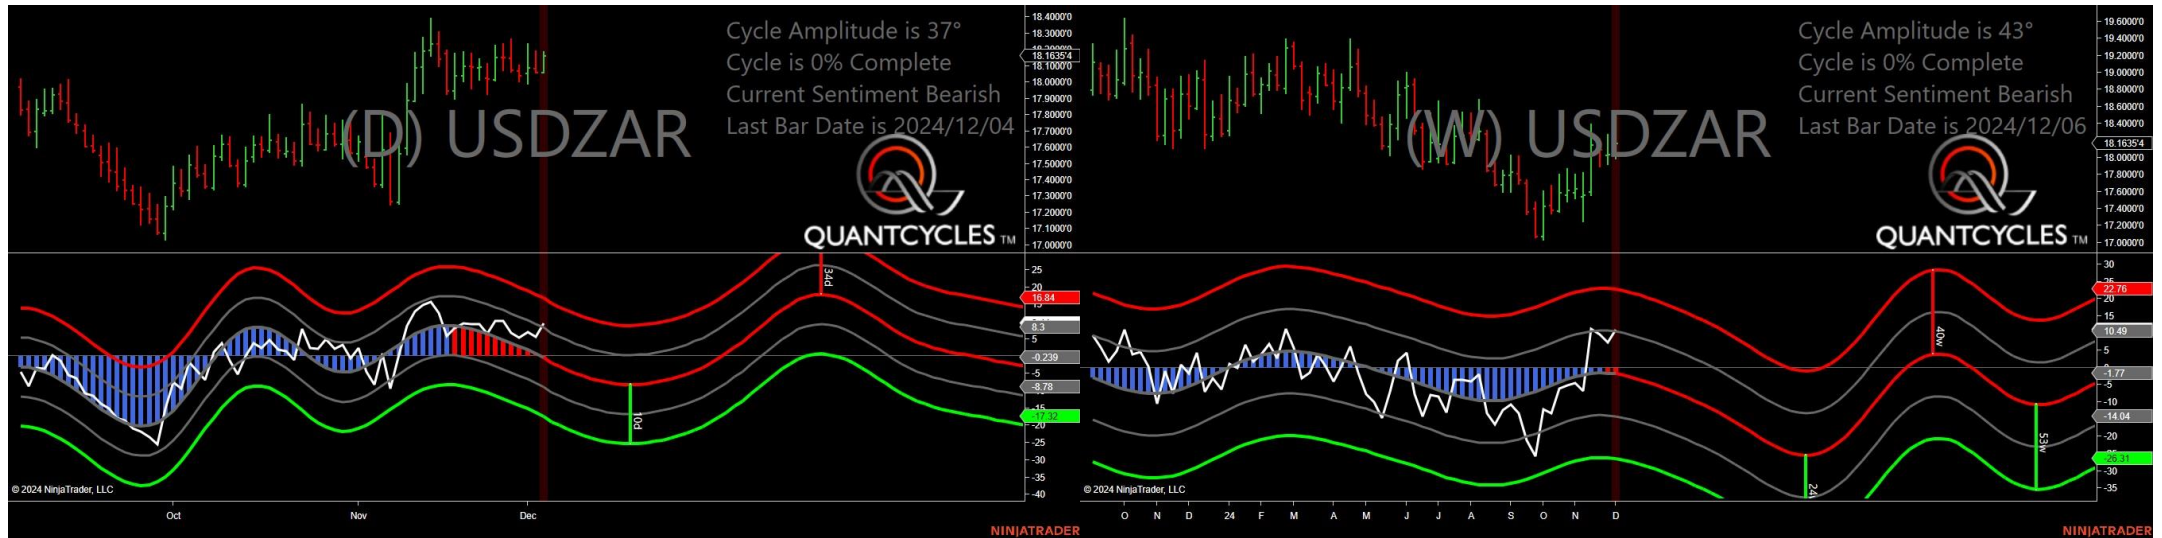 Cycle Amplitude is 37°
Cycle is 0% Complete
Current Sentiment Bearish
Last Bar Date is 2024/12/04
(D) USDZAR
QUANTCYCLES TM
18.4000'0
18.3000'0
18.1635'4
18.1000'0
18.0000'0
17.9000'0
17.8000'0
17.7000'0
17.6000'0
17.5000'0
17.4000'0
17.3000'0
17.2000'0
17.1000'0
17.0000'0
34d
10d
25
20
16.84
8.3
5
-0.239
-5
-8.78
-17.32
-20
-25
-30
-35
-40
© 2024 NinjaTrader, LLC
Oct Nov Dec
NINJATRADER
Cycle Amplitude is 43°
Cycle is 0% Complete
Current Sentiment Bearish
Last Bar Date is 2024/12/06
(W) USDZAR
QUANTCYCLES TM
19.6000'0
19.4000'0
19.2000'0
19.0000'0
18.8000'0
18.6000'0
18.4000'0
18.1635'4
18.0000'0
17.8000'0
17.6000'0
17.4000'0
17.2000'0
17.0000'0
40w
53w
24
30
22.76
20
15
10.49
5
-1.77
-5
-10
-14.04
-20
-26.31
-30
-35
© 2024 NinjaTrader, LLC
O N D 24 F M A M J J A S O N D
NINJATRADER